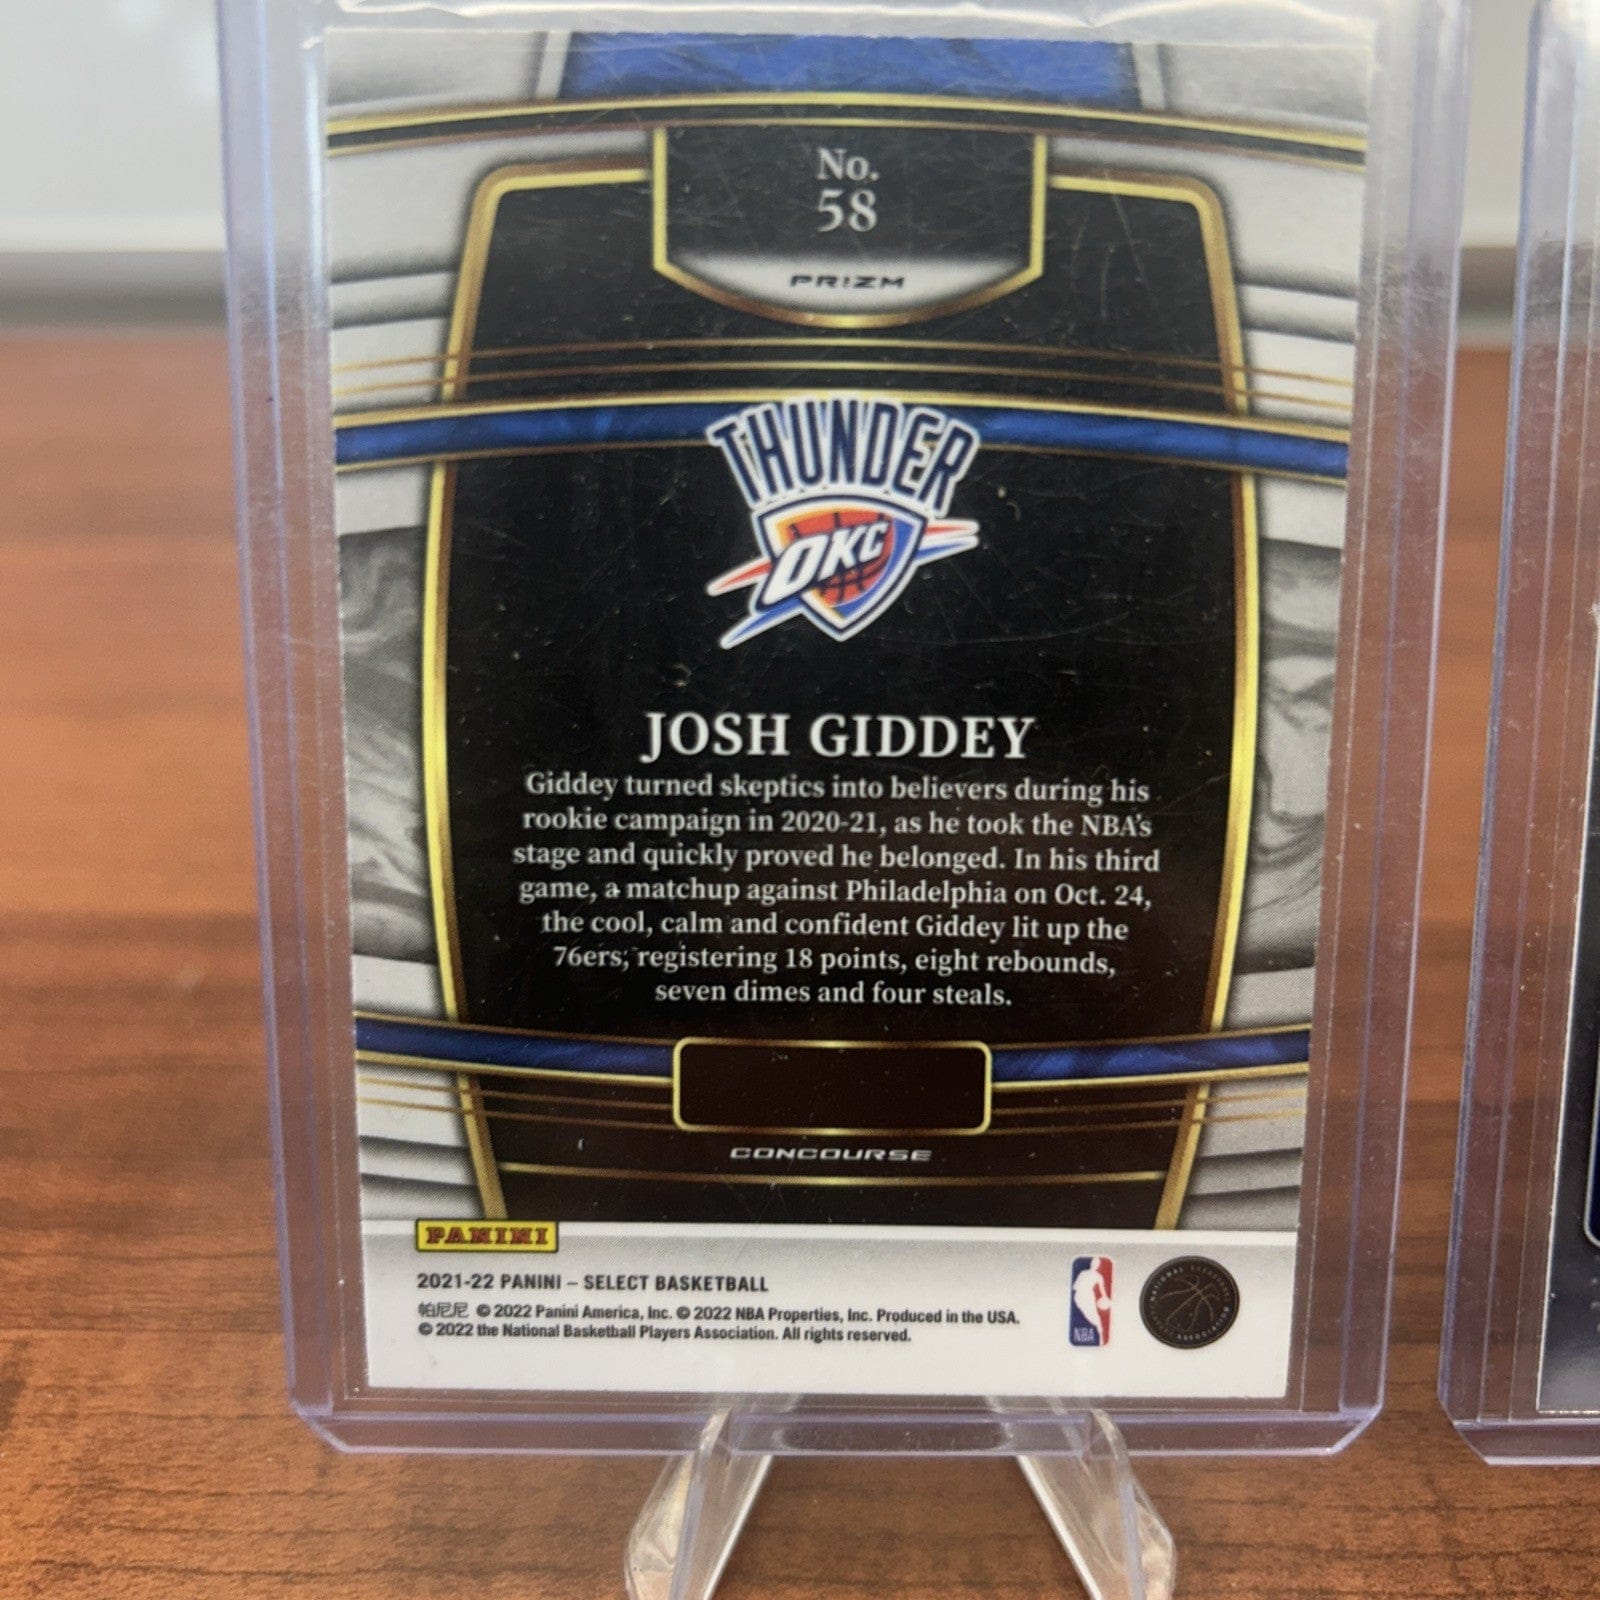 No.
58
PRIZM
THUNDER
OKC
JOSH GIDDEY
Giddey turned skeptics into believers during his
rookie campaign in 2020-21, as he took the NBA's
stage and quickly proved he belonged. In his third
game, a matchup against Philadelphia on Oct. 24,
the cool, calm and confident Giddey lit up the
76ers, registering 18 points, eight rebounds,
seven dimes and four steals.
CONCOURSE
PANINI
2021-22 PANINI – SELECT BASKETBALL
帕尼尼 © 2022 Panini America, Inc. © 2022 NBA Properties, Inc. Produced in the USA.
© 2022 the National Basketball Players Association. All rights reserved.
NBA